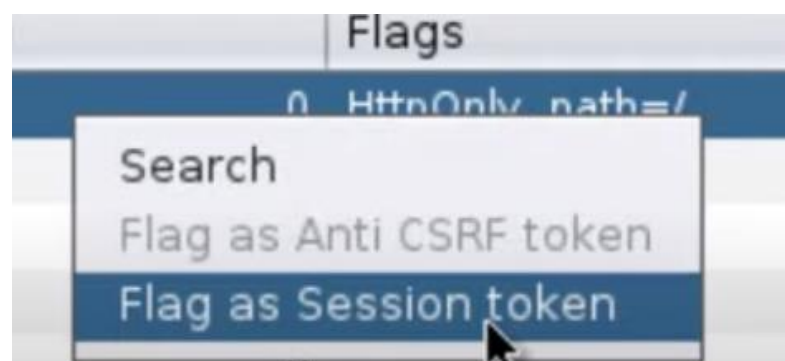 Flags
0 HttpOnly, path=/
Search
Flag as Anti CSRF token
Flag as Session token